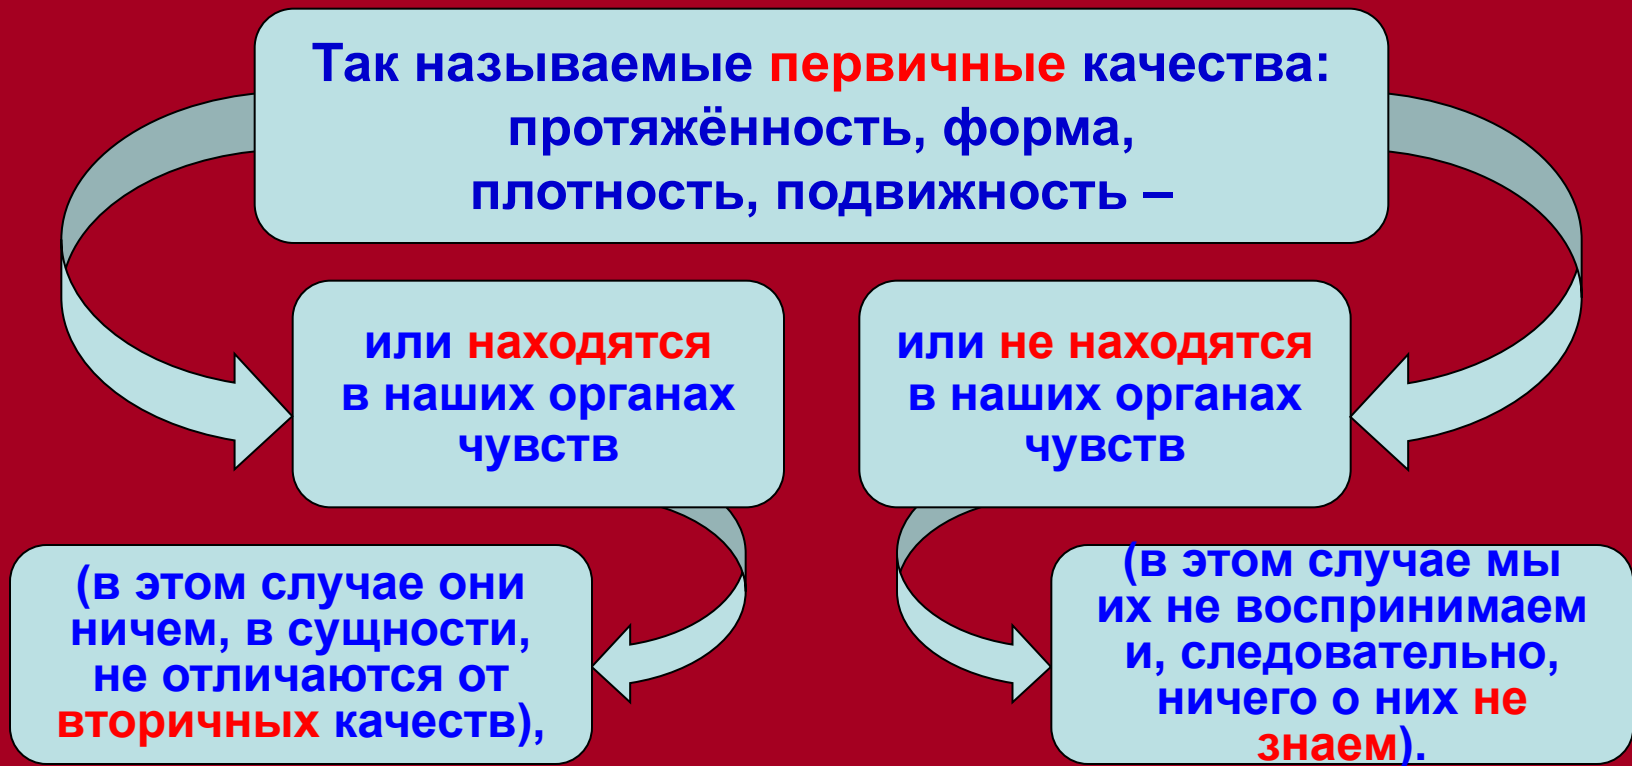 Так называемые первичные качества:
протяжённость, форма,
плотность, подвижность –
или находятся
в наших органах
чувств
или не находятся
в наших органах
чувств
(в этом случае они
ничем, в сущности,
не отличаются от
вторичных качеств),
(в этом случае мы
их не воспринимаем
и, следовательно,
ничего о них не
знаем).